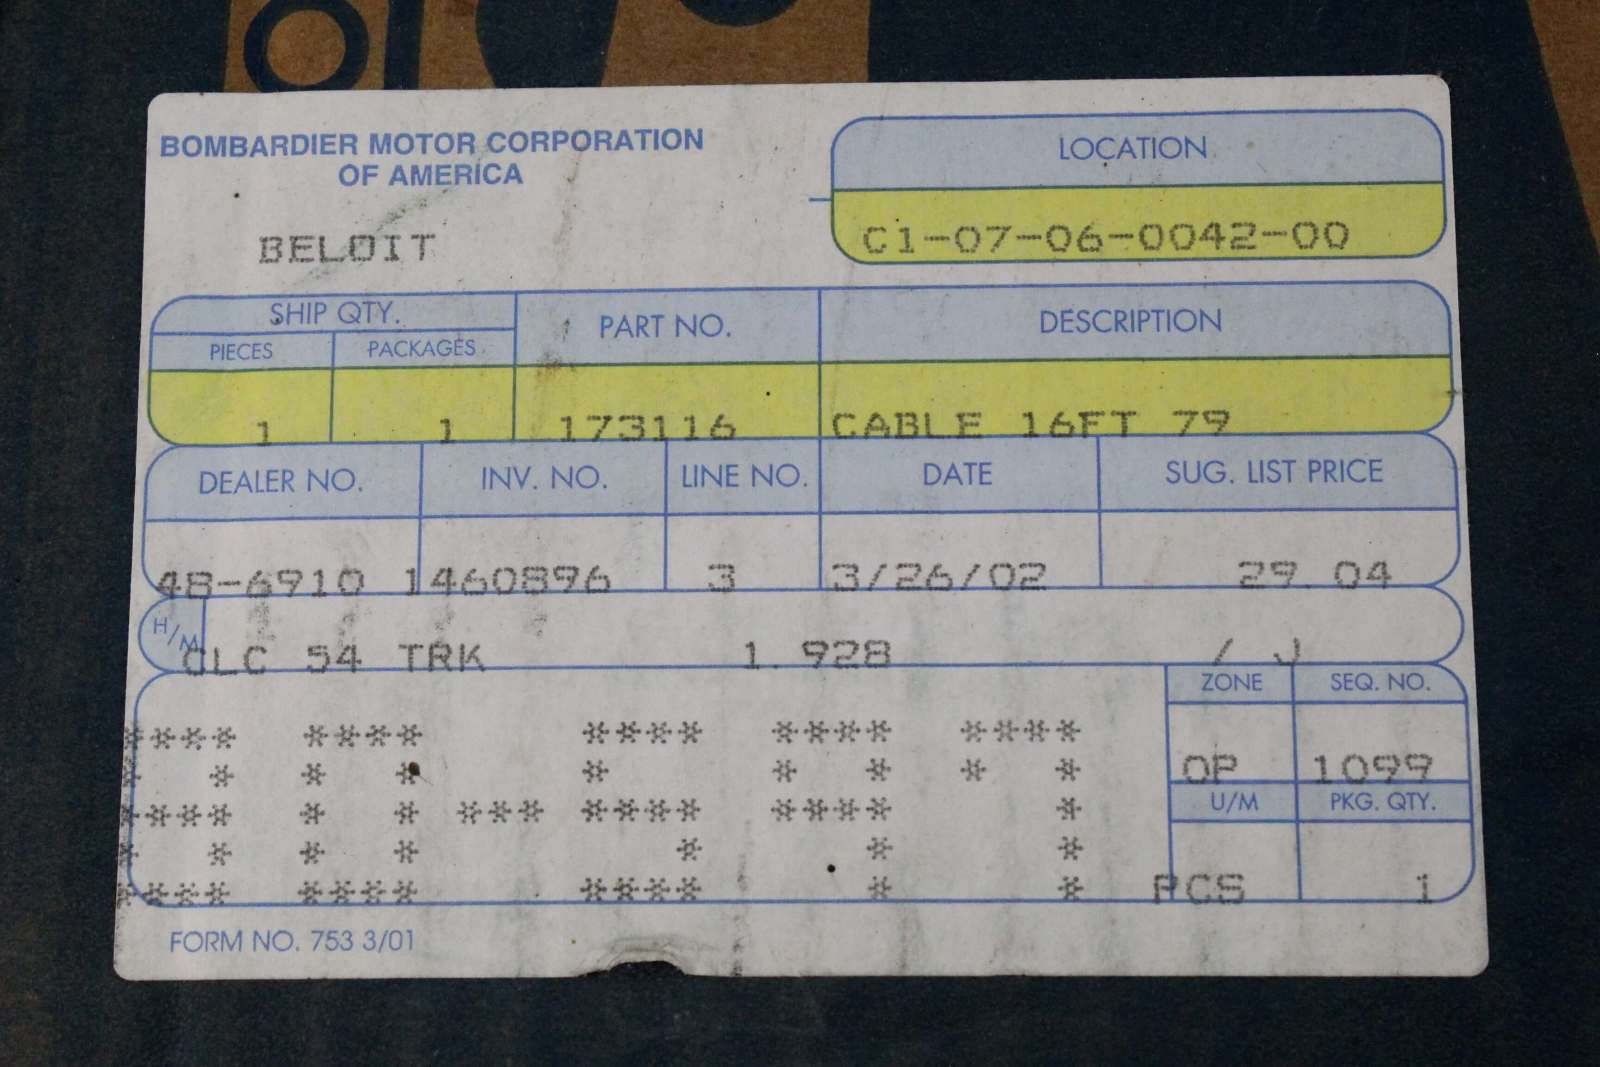 BOMBARDIER MOTOR CORPORATION
OF AMERICA
BELOIT
LOCATION
C1-07-06-0042-00
SHIP QTY. PART NO. DESCRIPTION
PIECES PACKAGES
1 1 173116 CABLE 16FT 79
DEALER NO. INV. NO. LINE NO. DATE SUG. LIST PRICE
48-6910 1460896 3 3/26/02 29.04
H/M
CLC 54 TRK 1.928 / J
ZONE SEQ. NO.
**** **** **** **** ****
* * * * * * * * *
OP 1099
U/M PKG. QTY.
**** * * *** **** **** *
* * * * * * *
**** **** **** * *
PCS 1
FORM NO. 753 3/01